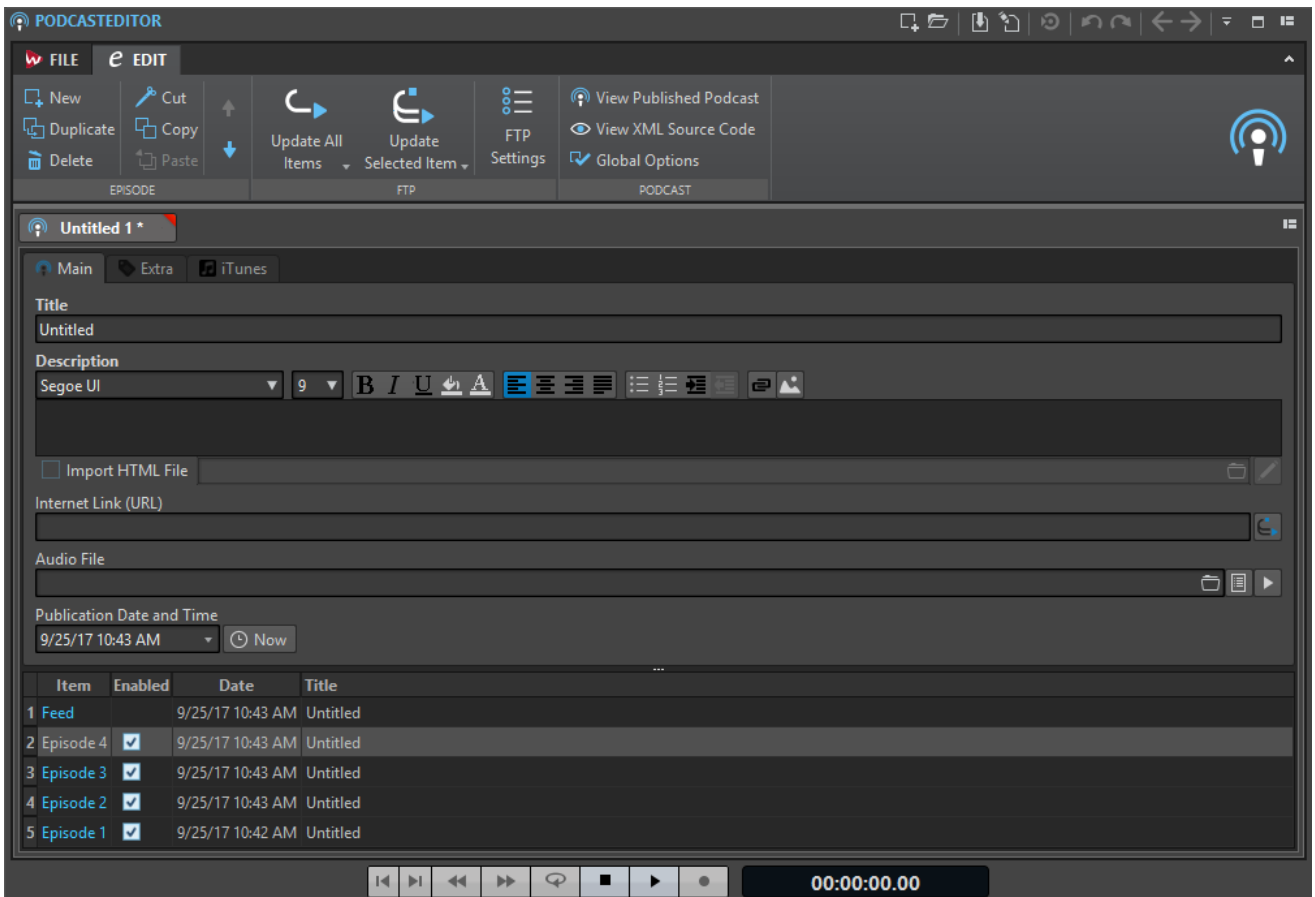 PODCASTEDITOR
FILE EDIT
New Cut
Duplicate Copy
Delete Paste
EPISODE
Update All Items
Update Selected Item
FTP Settings
FTP
View Published Podcast
View XML Source Code
Global Options
PODCAST
Untitled 1 *
Main Extra iTunes
Title
Untitled
Description
Segoe UI 9 B I U A
Import HTML File
Internet Link (URL)
Audio File
Publication Date and Time
9/25/17 10:43 AM Now
Item Enabled Date Title
1 Feed 9/25/17 10:43 AM Untitled
2 Episode 4 9/25/17 10:43 AM Untitled
3 Episode 3 9/25/17 10:43 AM Untitled
4 Episode 2 9/25/17 10:43 AM Untitled
5 Episode 1 9/25/17 10:42 AM Untitled
00:00:00.00